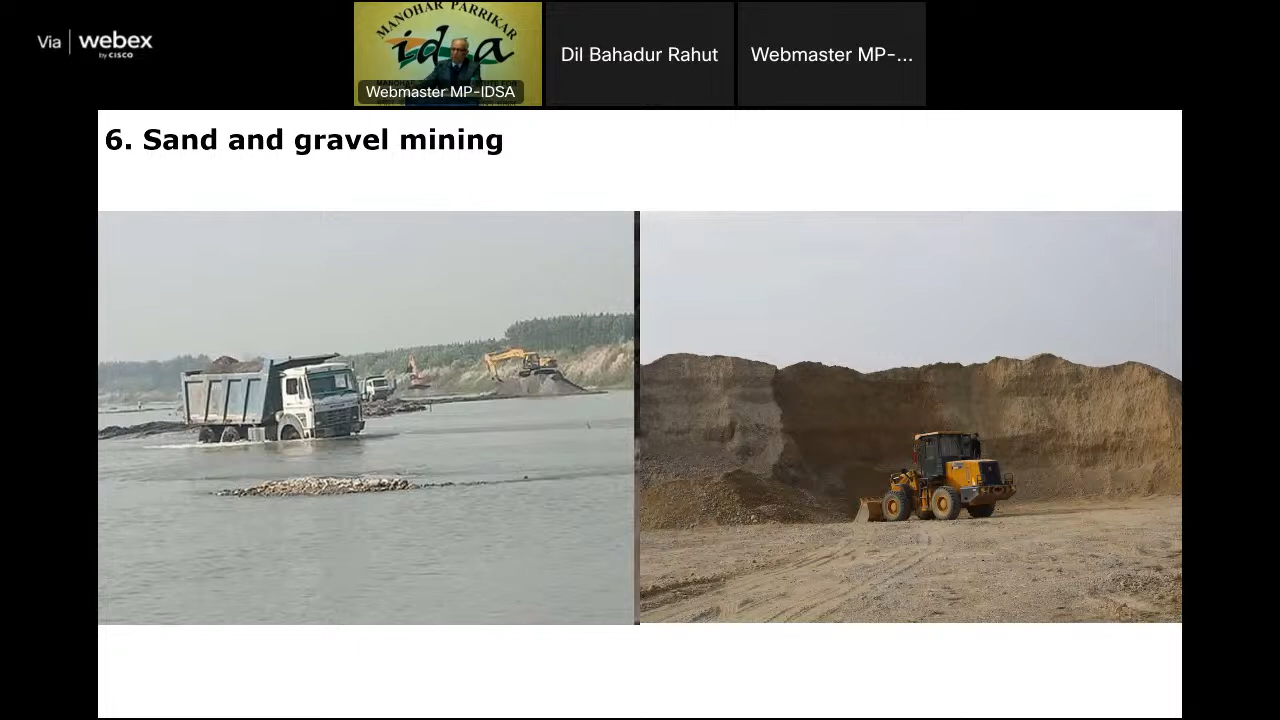 Via webex
by CISCO
MANOHAR PARRIKAR
idsa
Webmaster MP-IDSA
Dil Bahadur Rahut
Webmaster MP-...
6. Sand and gravel mining